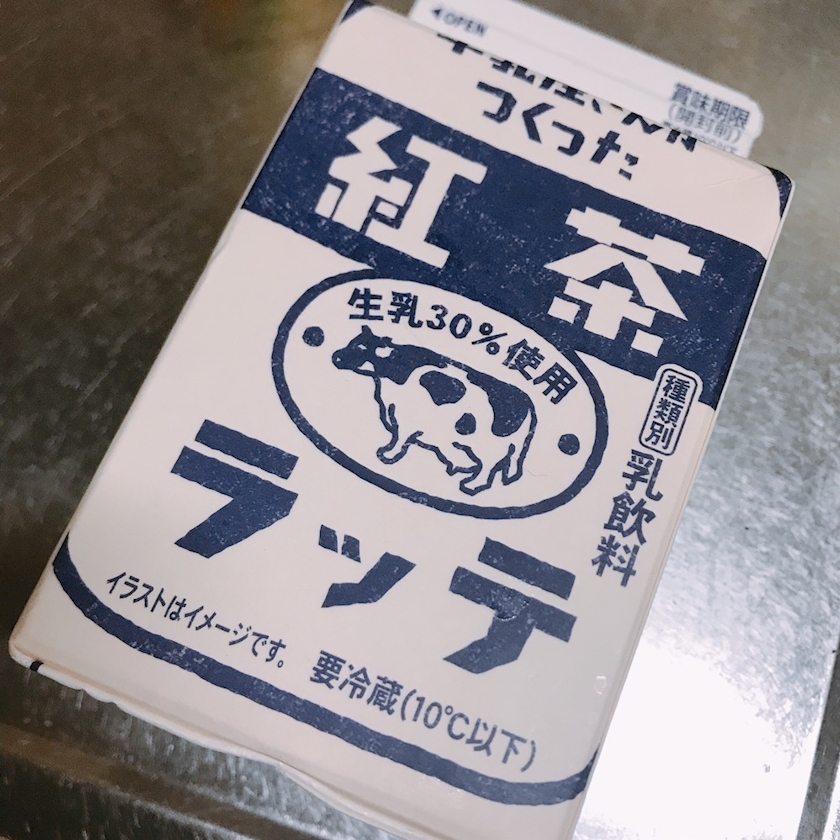 ◀OPEN
賞味期限
(開封前)
つくった
紅茶
生乳30%使用
種類別
乳飲料
ラッテ
イラストはイメージです。
要冷蔵(10℃以下)